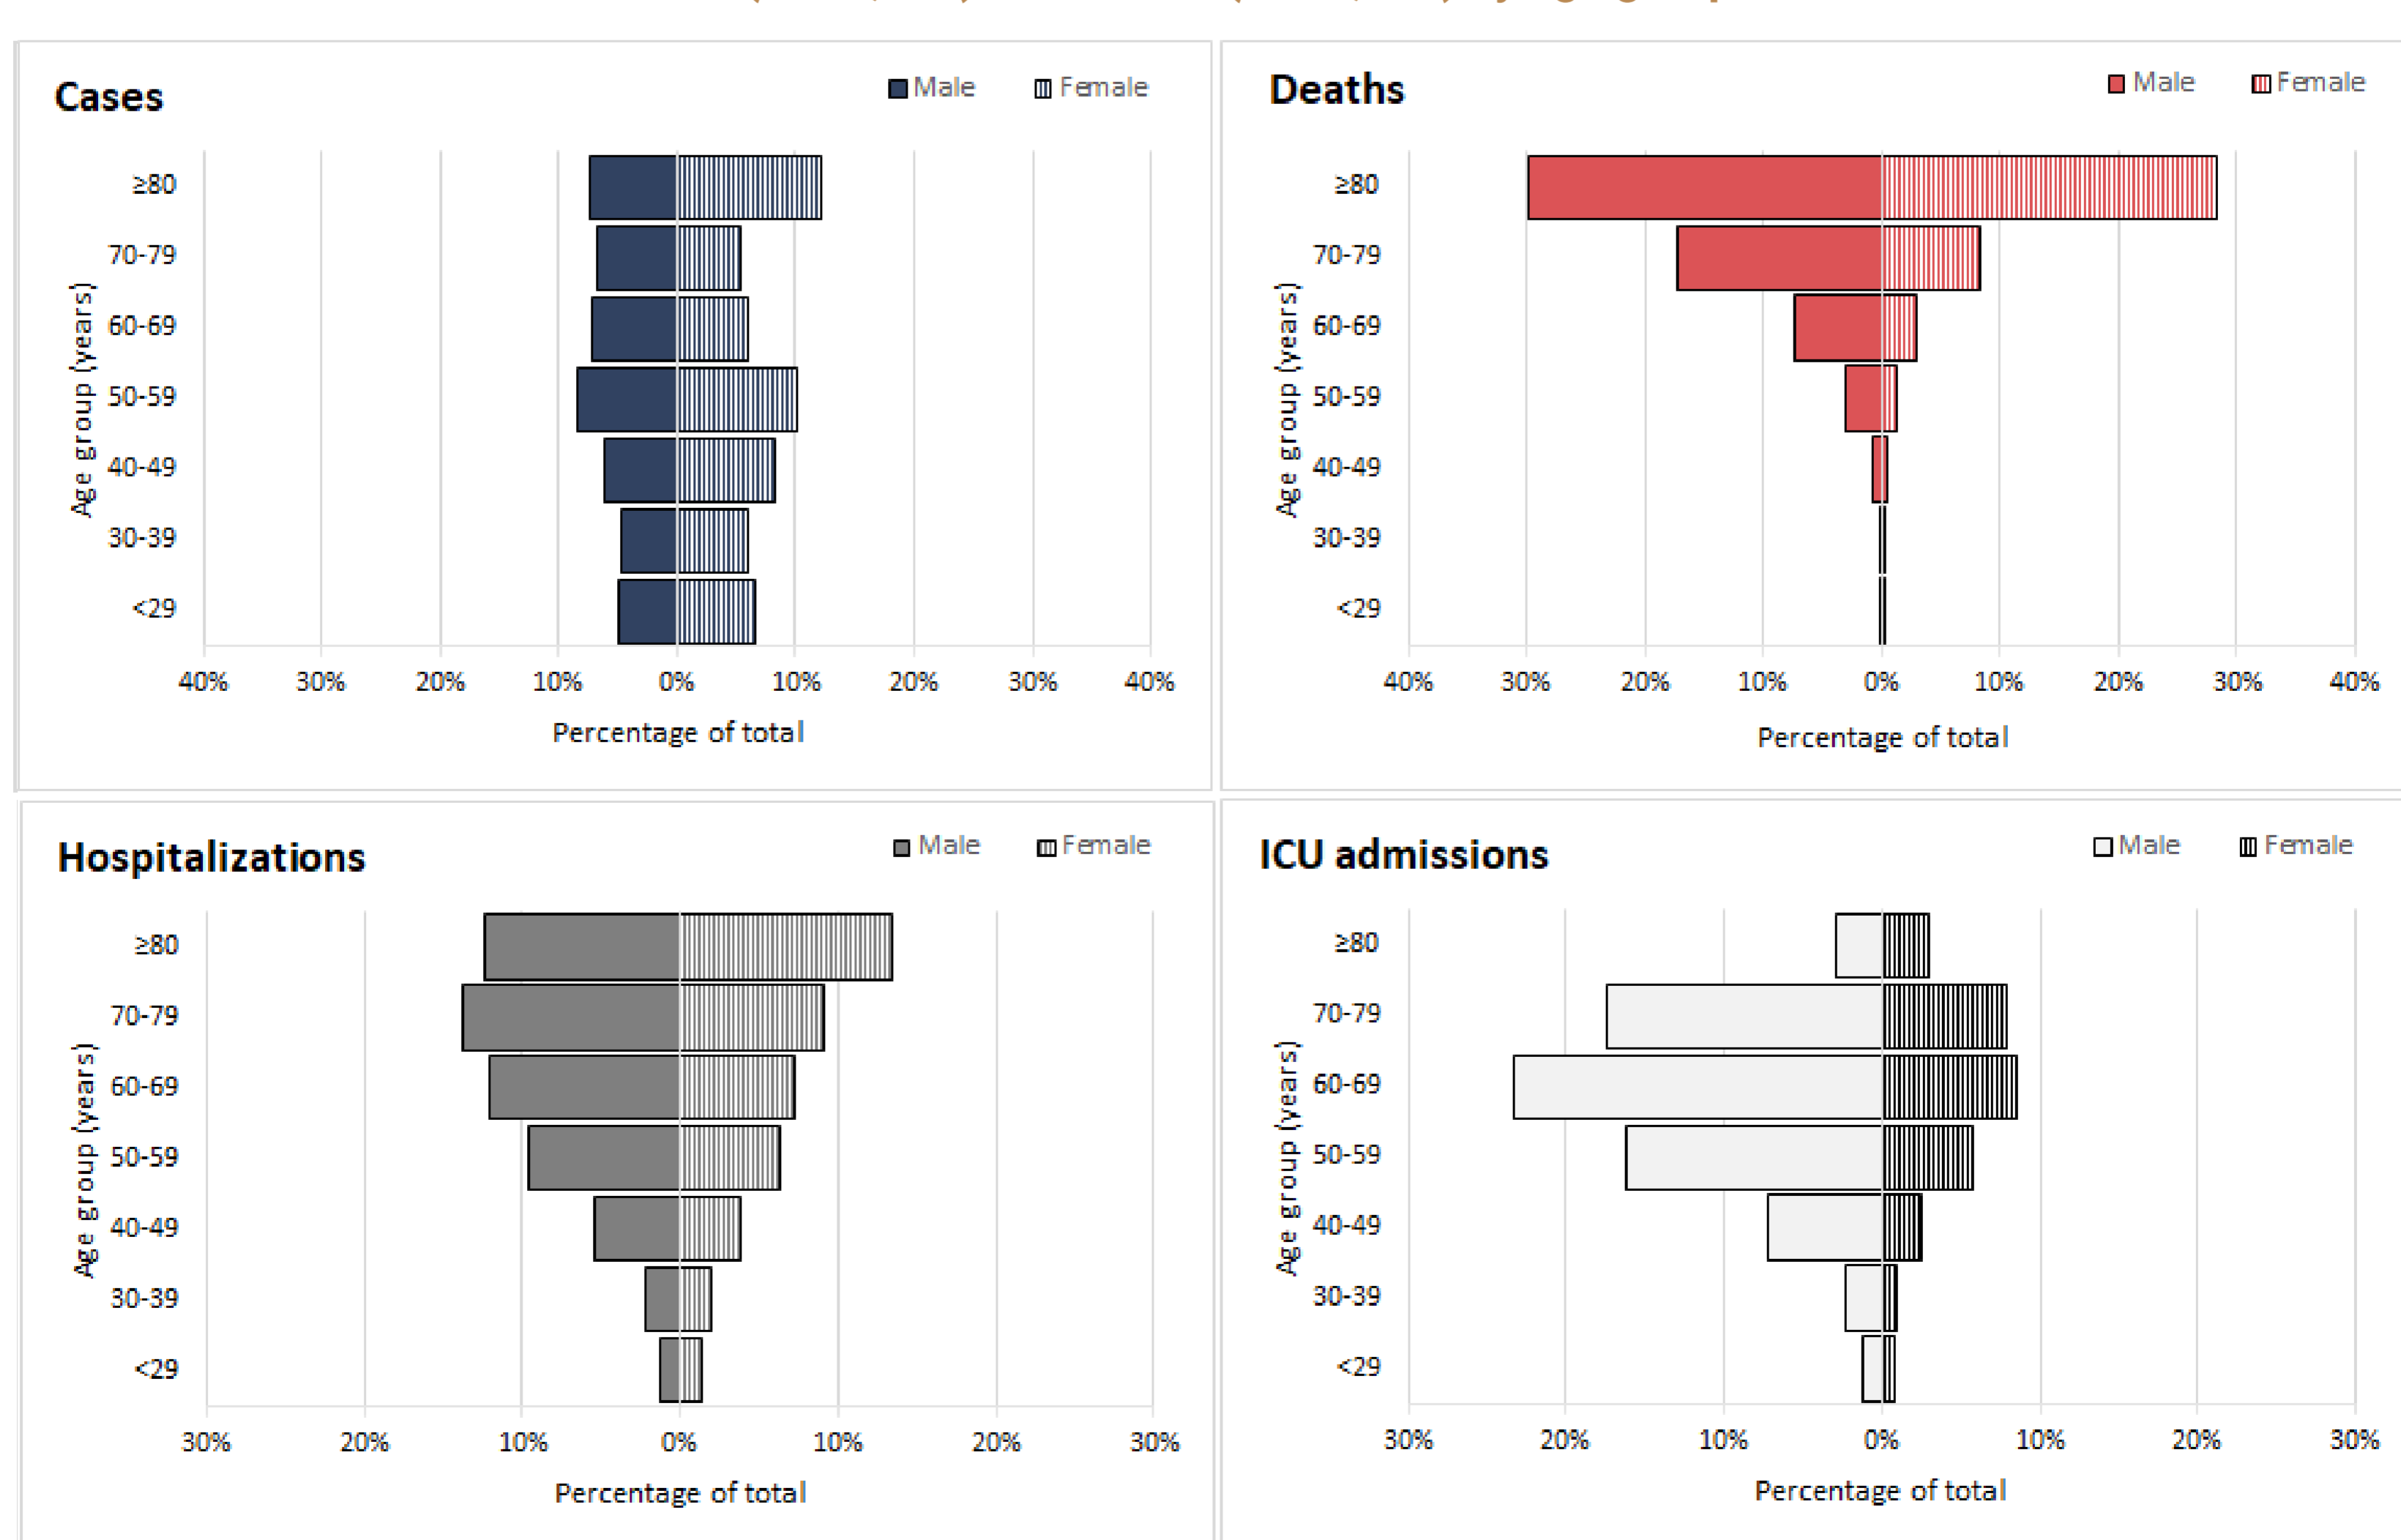 Cases
Male Female
≥80
70-79
60-69
50-59
40-49
30-39
<29
Age group (years)
40% 30% 20% 10% 0% 10% 20% 30% 40%
Percentage of total
Deaths
Male Female
≥80
70-79
60-69
50-59
40-49
30-39
<29
Age group (years)
40% 30% 20% 10% 0% 10% 20% 30% 40%
Percentage of total
Hospitalizations
Male Female
≥80
70-79
60-69
50-59
40-49
30-39
<29
Age group (years)
30% 20% 10% 0% 10% 20% 30%
Percentage of total
ICU admissions
Male Female
≥80
70-79
60-69
50-59
40-49
30-39
<29
Age group (years)
30% 20% 10% 0% 10% 20% 30%
Percentage of total